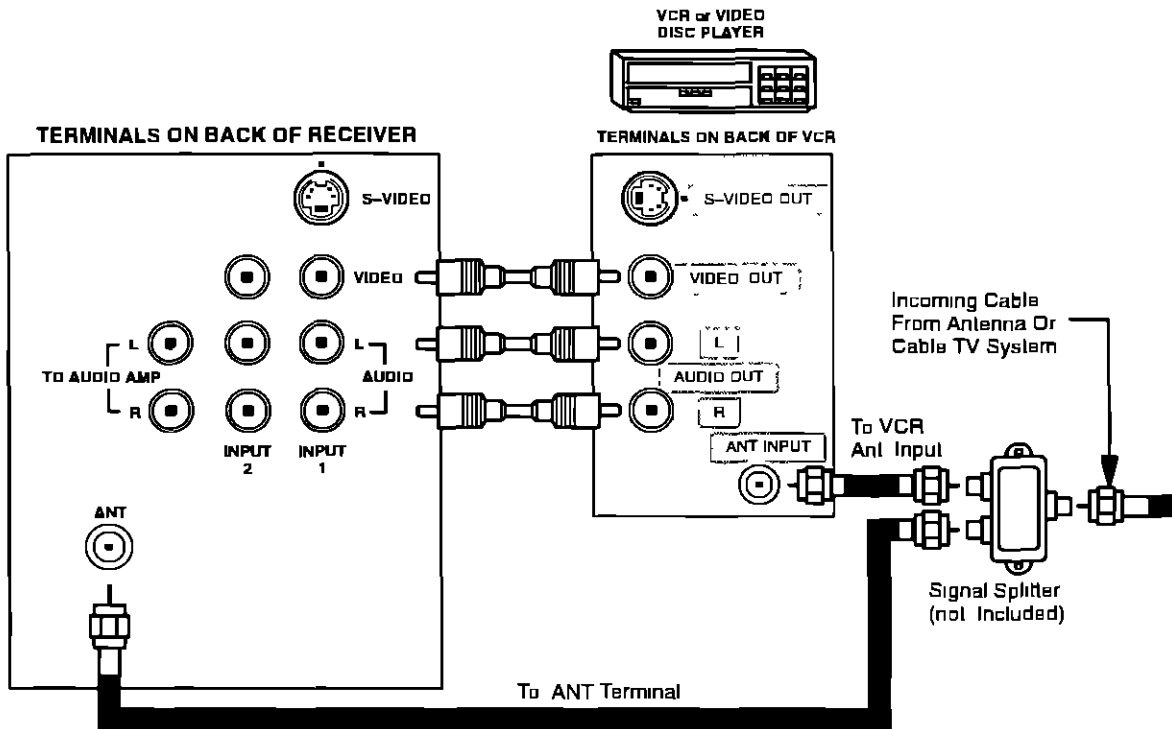 VCR or VIDEO
DISC PLAYER
TERMINALS ON BACK OF RECEIVER
TERMINALS ON BACK OF VCR
S–VIDEO
S–VIDEO OUT
VIDEO
VIDEO OUT
Incoming Cable
From Antenna Or
Cable TV System
L
L
L
TO AUDIO AMP
AUDIO
AUDIO OUT
R
R
R
INPUT
2
INPUT
1
To VCR
Ant Input
ANT INPUT
ANT
Signal Splitter
(not Included)
To ANT Terminal